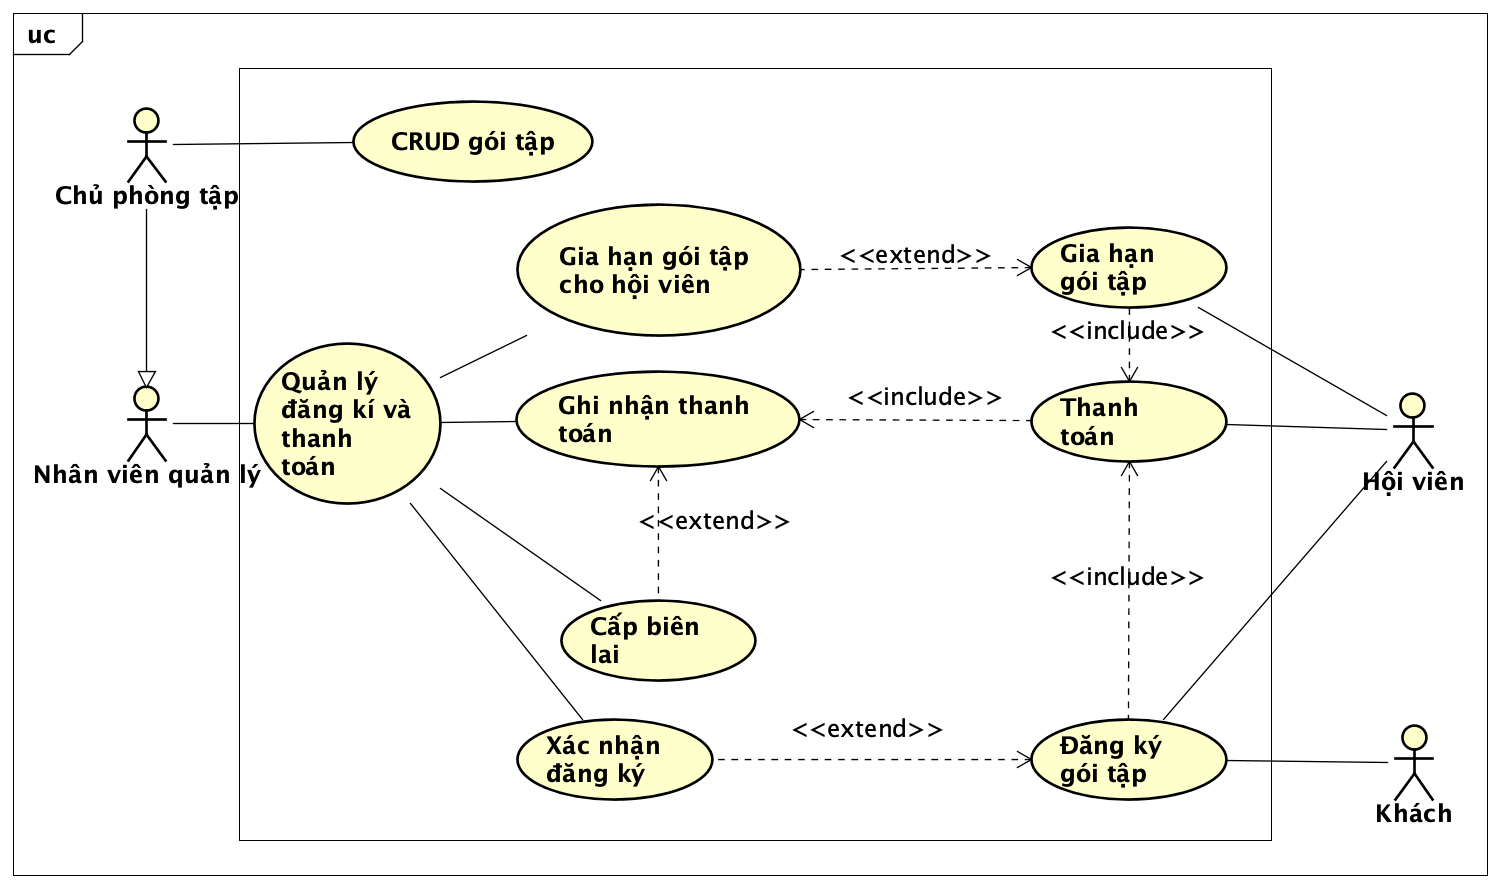 uc
CRUD gói tập
Chủ phòng tập
Gia hạn gói tập
cho hội viên
<<extend>>
Gia hạn
gói tập
<<include>>
Quản lý
đăng kí và
thanh
toán
Ghi nhận thanh
toán
<<include>>
Thanh
toán
Nhân viên quản lý
Hội viên
<<extend>>
<<include>>
Cấp biên
lai
Xác nhận
đăng ký
<<extend>>
Đăng ký
gói tập
Khách